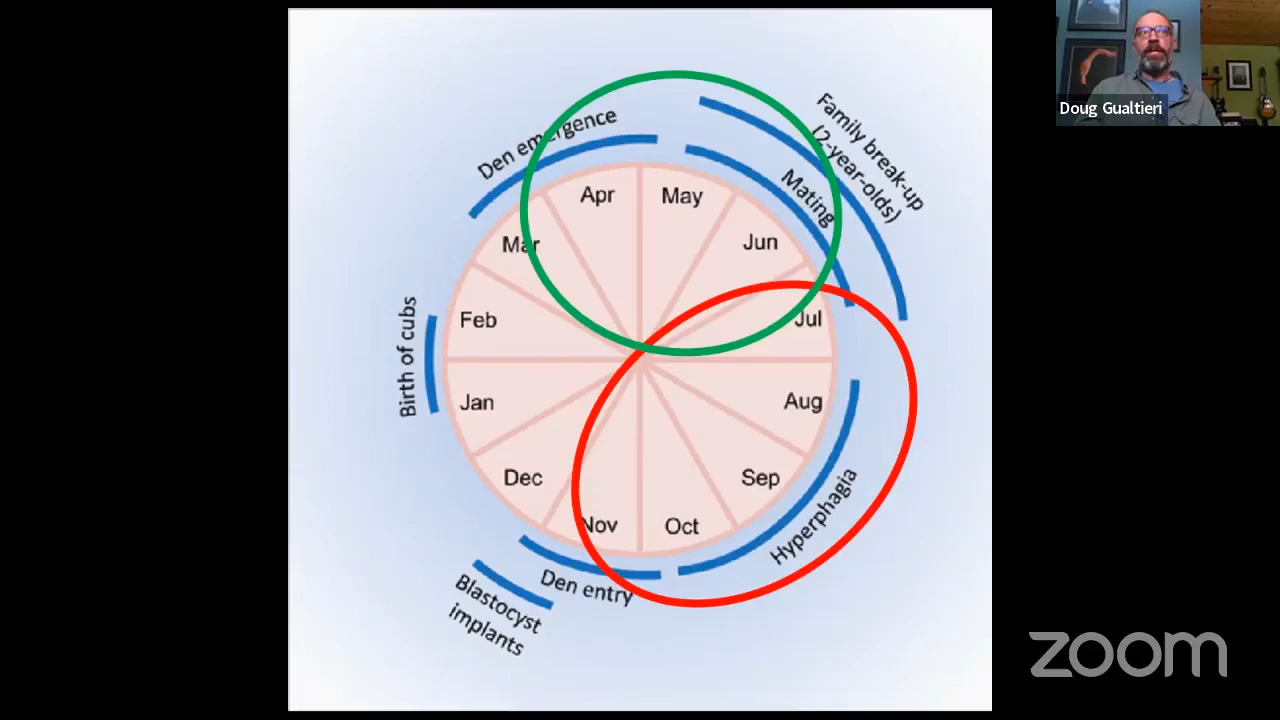 Doug Gualtieri
Den emergence
Family break-up
(2-year-olds)
Mating
Apr
May
Mar
Jun
Feb
Jul
Birth of cubs
Jan
Aug
Dec
Sep
Nov
Oct
Hyperphagia
Den entry
Blastocyst
implants
zoom